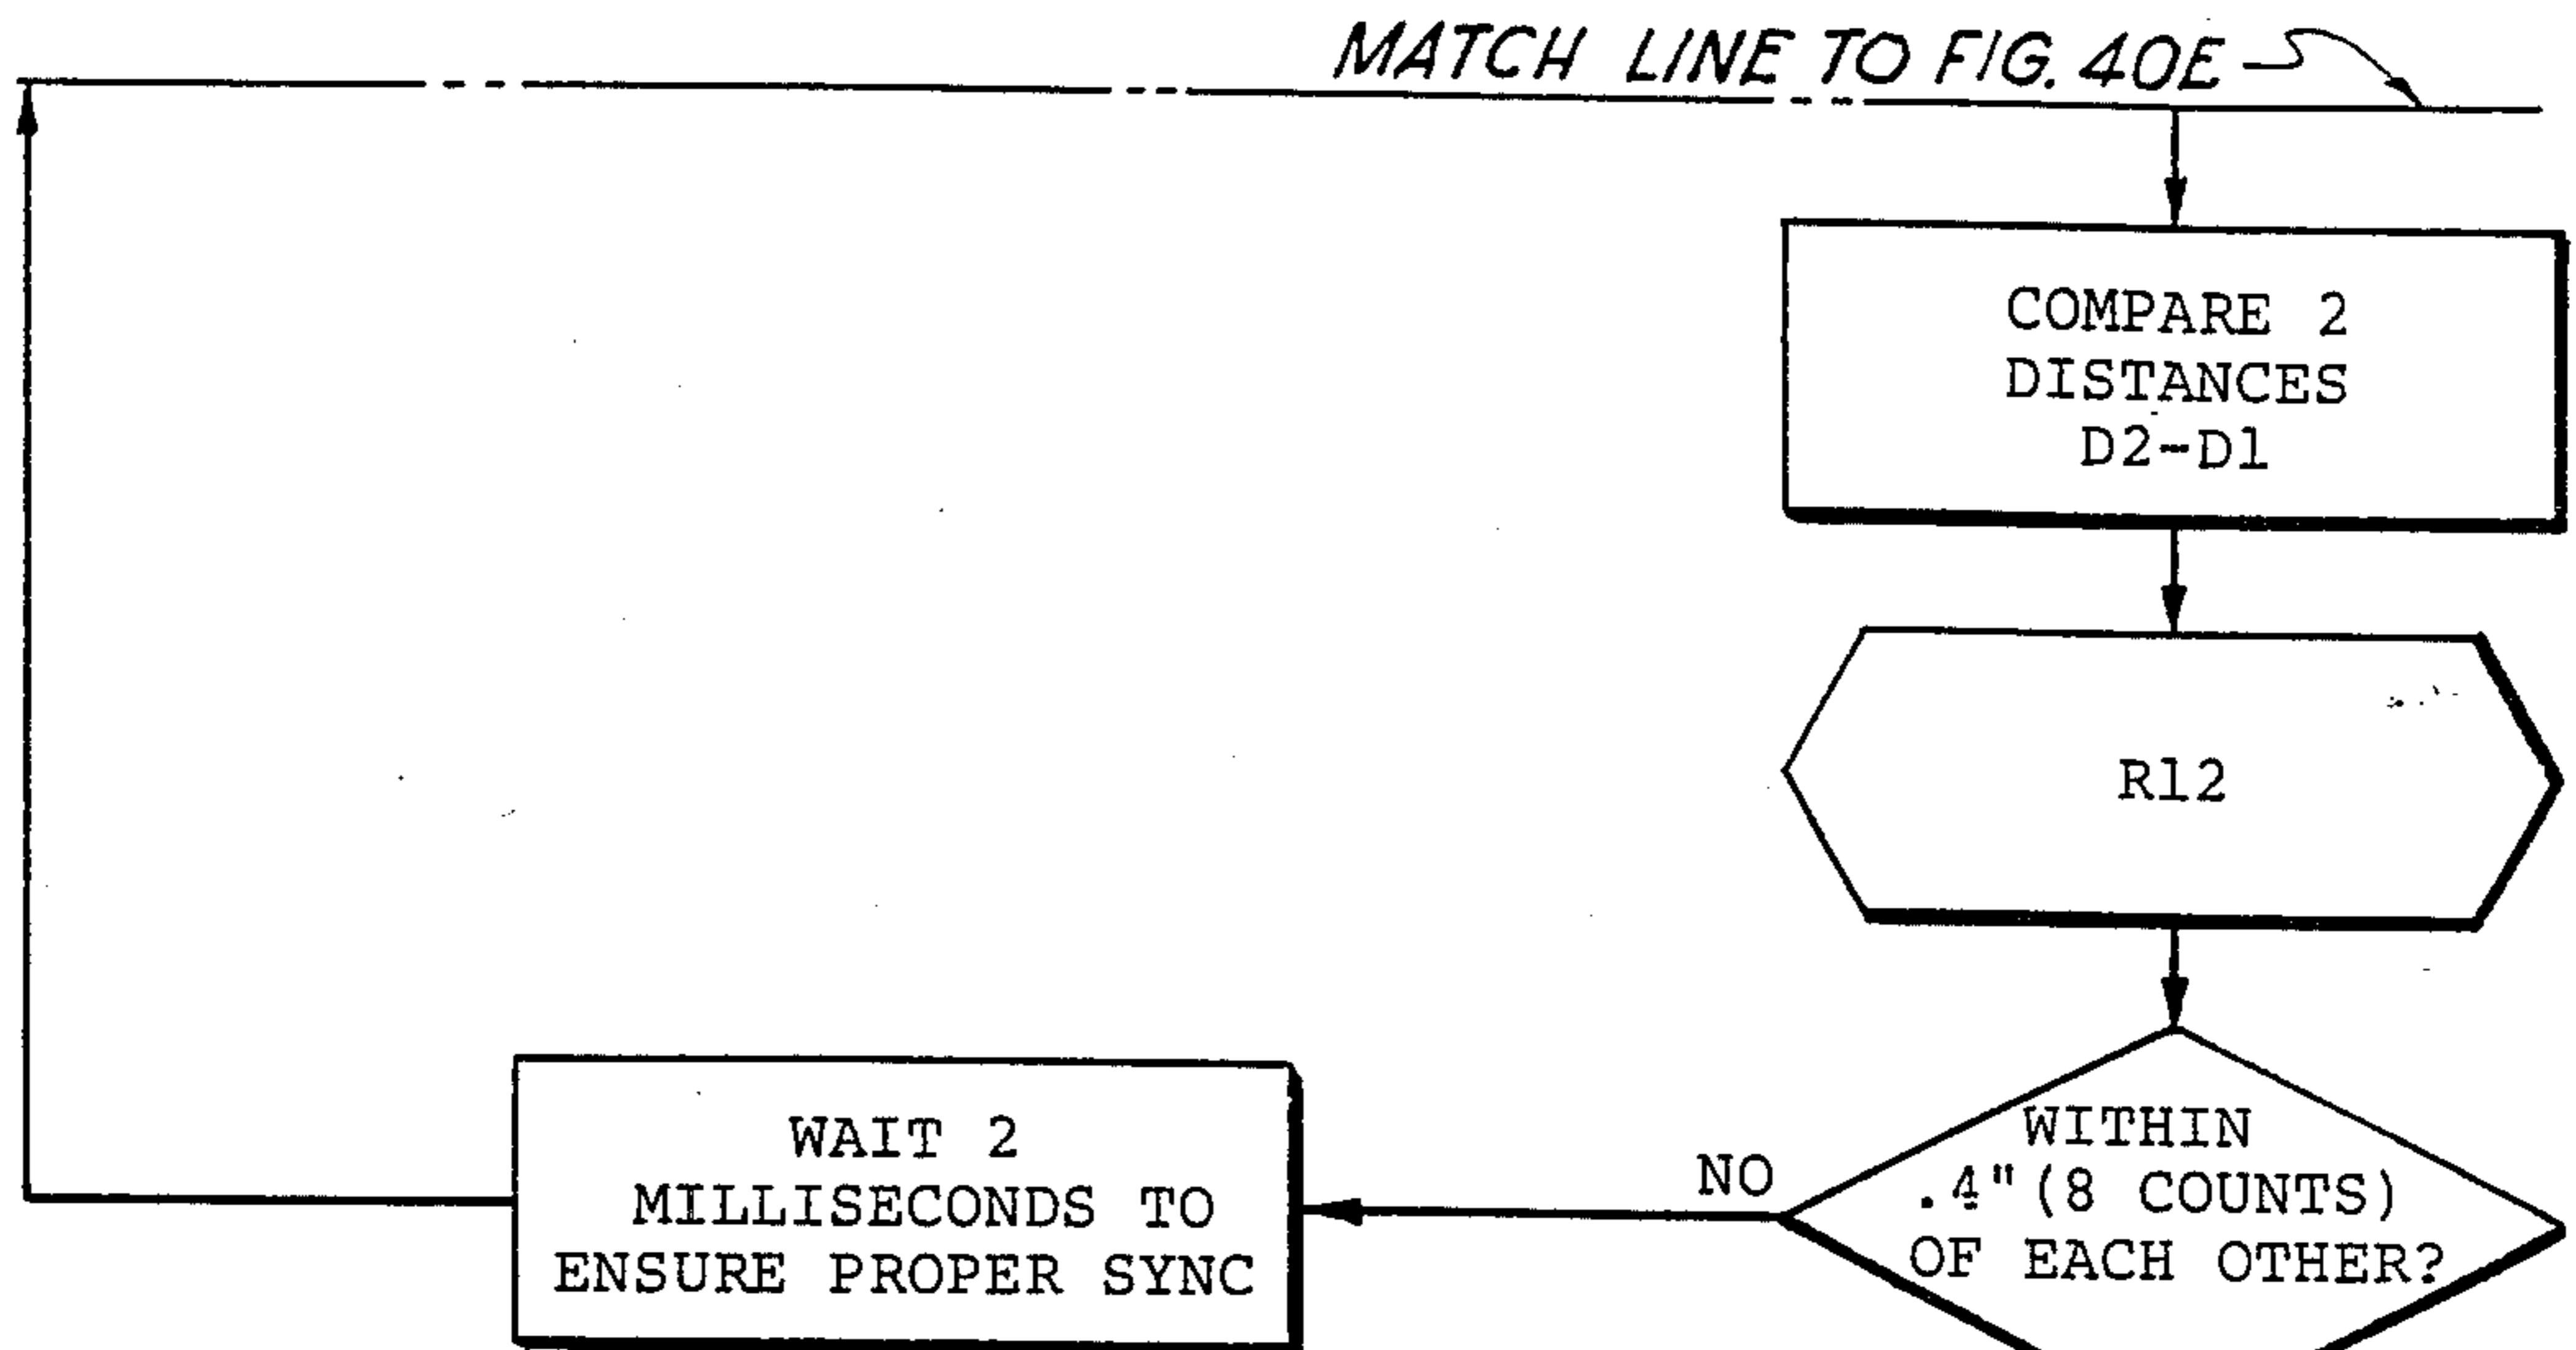 MATCH LINE TO FIG. 40E
COMPARE 2
DISTANCES
D2-D1
R12
WITHIN
.4" (8 COUNTS)
OF EACH OTHER?
NO
WAIT 2
MILLISECONDS TO
ENSURE PROPER SYNC